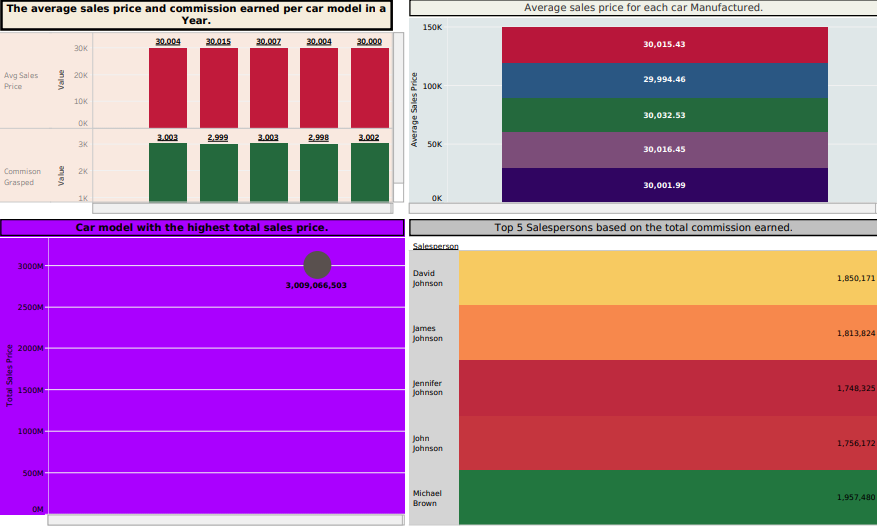 The average sales price and commission earned per car model in a
Year.
30,004 30,015 30,007 30,004 30,000
30K
20K
10K
0K
Avg Sales
Price
Value
3,003 2,999 3,003 2,998 3,002
3K
2K
1K
Commison
Grasped
Value
Average sales price for each car Manufactured.
150K
100K
50K
0K
Average Sales Price
30,015.43
29,994.46
30,032.53
30,016.45
30,001.99
Car model with the highest total sales price.
3000M
2500M
2000M
1500M
1000M
500M
0M
Total Sales Price
3,009,066,503
Top 5 Salespersons based on the total commission earned.
Salesperson
David
Johnson
1,850,171
James
Johnson
1,813,824
Jennifer
Johnson
1,748,325
John
Johnson
1,756,172
Michael
Brown
1,957,480